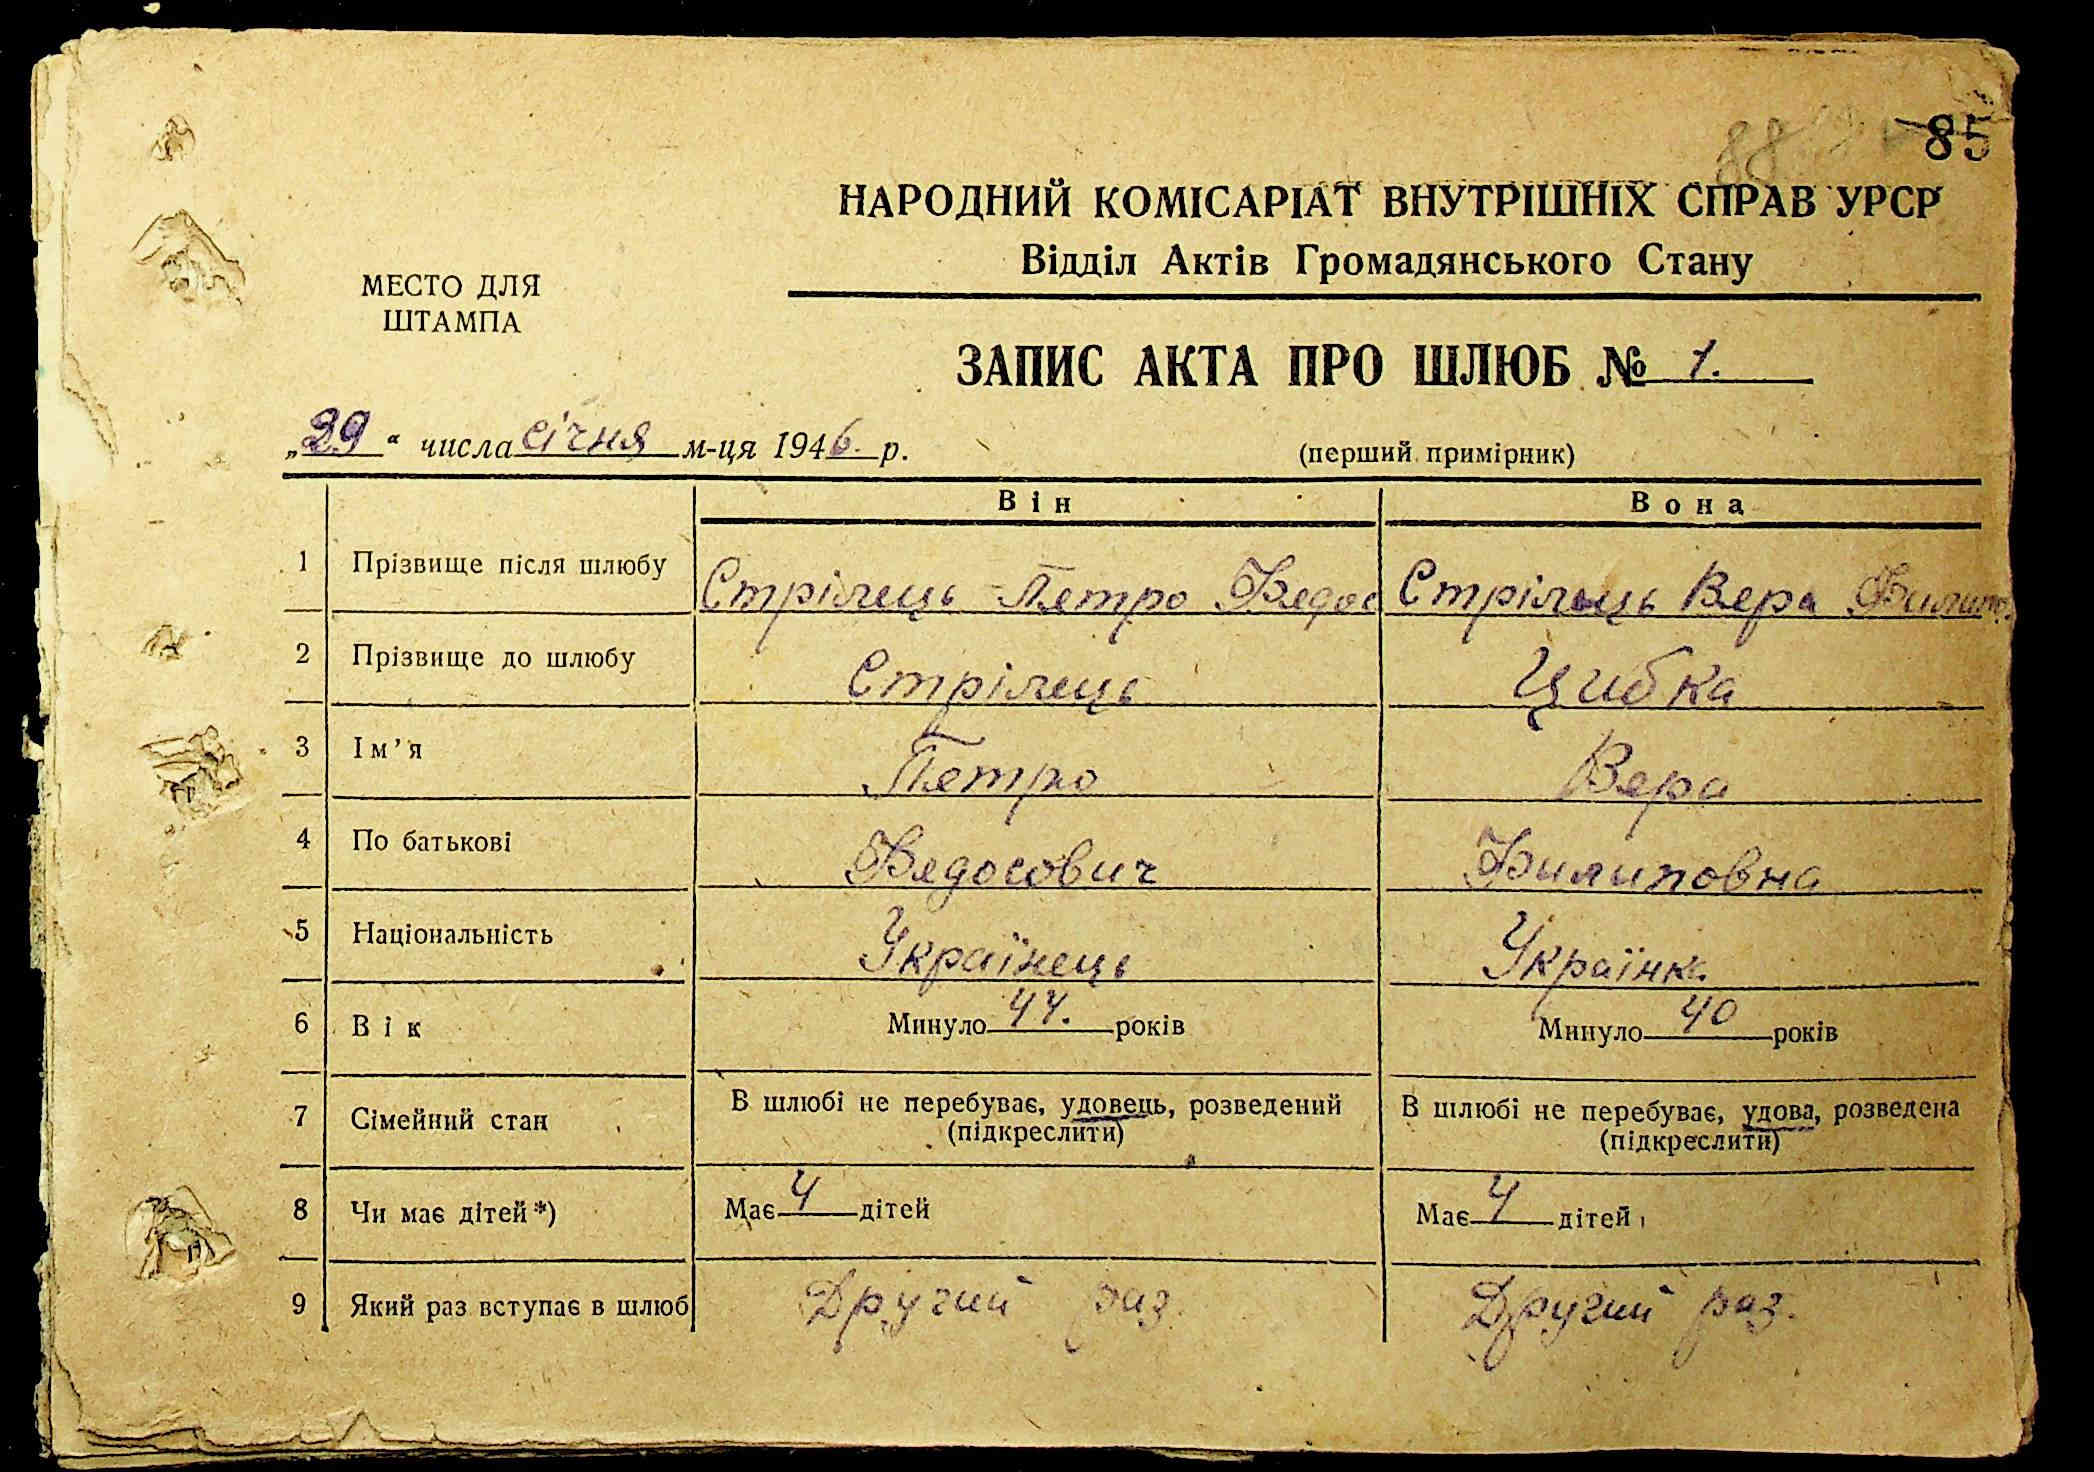 85
88
НАРОДНИЙ КОМІСАРІАТ ВНУТРІШНІХ СПРАВ УРСР
Відділ Актів Громадянського Стану
МЕСТО ДЛЯ
ШТАМПА
ЗАПИС АКТА ПРО ШЛЮБ № 1.
„29“ числа січня м-ця 1946. р.
(перший примірник)
Він Вона
1 Прізвище після шлюбу Стрілець Петро Федос Стрілець Вера Филип
2 Прізвище до шлюбу Стрілець Цибка
3 Ім’я Петро Вера
4 По батькові Федосович Филиповна
5 Національність Українець Українка
6 Вік Минуло 44. років Минуло 40 років
7 Сімейний стан В шлюбі не перебуває, удовець, розведений В шлюбі не перебуває, удова, розведена
(підкреслити) (підкреслити)
8 Чи має дітей*) Має 4 дітей Має 4 дітей
9 Який раз вступає в шлюб Другий раз. Другий раз.